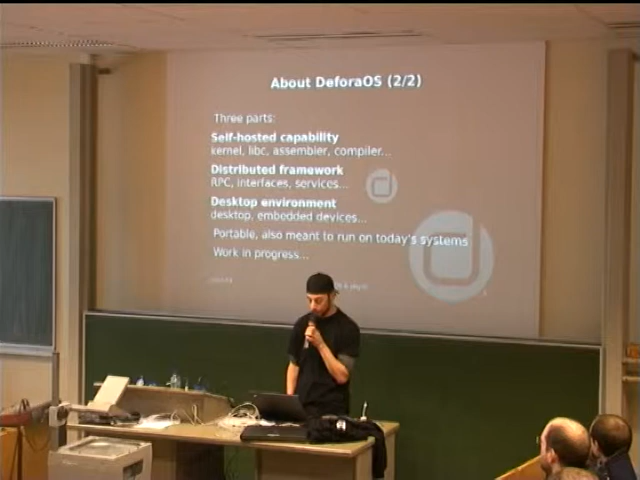 About DeforaOS (2/2)
Three parts:
Self-hosted capability
kernel, libc, assembler, compiler...
Distributed framework
RPC, interfaces, services...
Desktop environment
desktop, embedded devices...
Portable, also meant to run on today's systems
Work in progress...